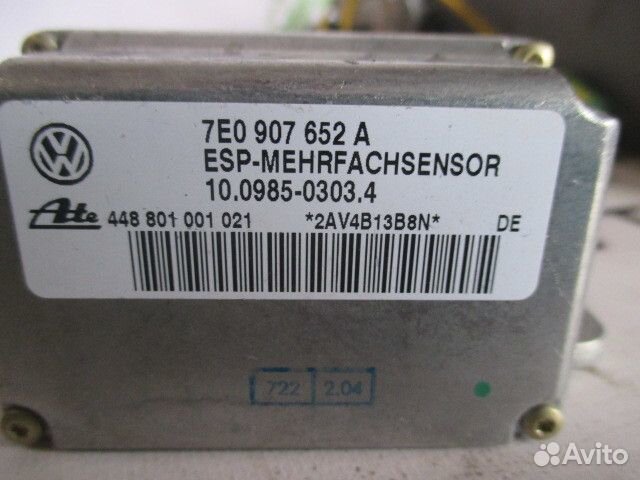 7E0 907 652 A
ESP-MEHRFACHSENSOR
10.0985-0303.4
Ate 448 801 001 021 *2AV4B13B8N* DE
722 2.04
Avito